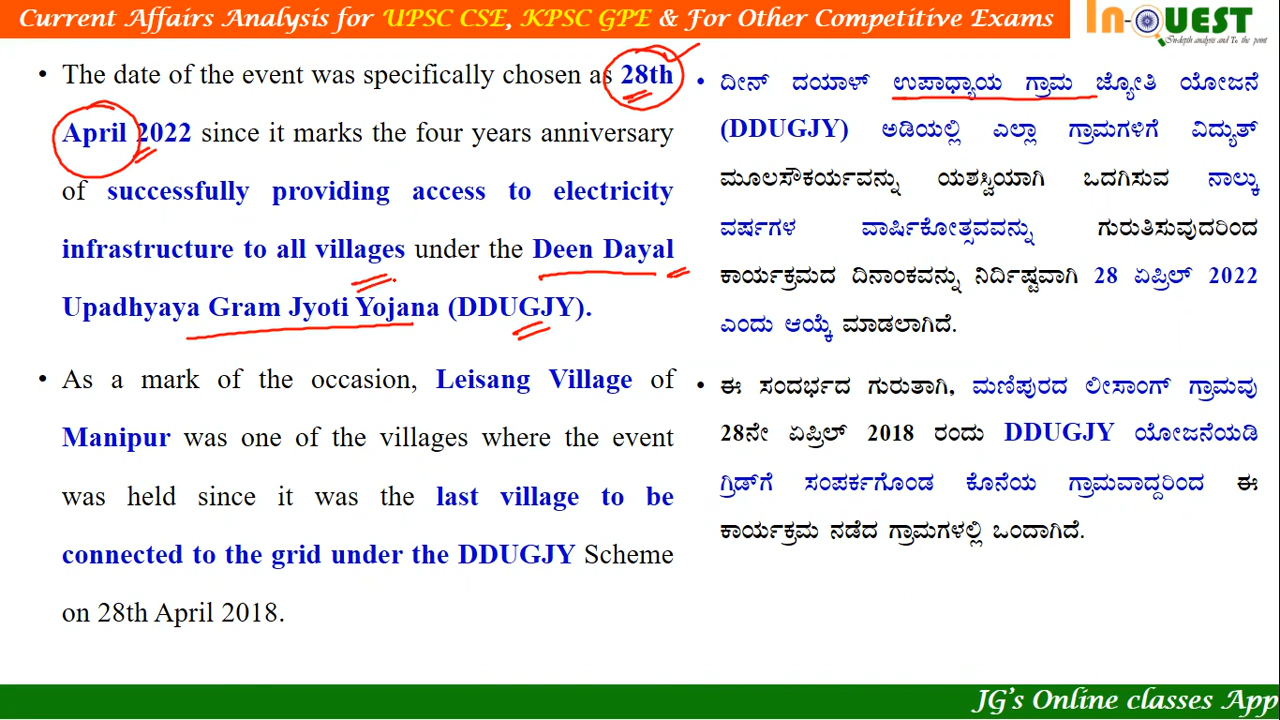 Current Affairs Analysis for UPSC CSE, KPSC GPE & For Other Competitive Exams
In-QUEST
In-depth analysis and To the point
• The date of the event was specifically chosen as 28th
April 2022 since it marks the four years anniversary
of successfully providing access to electricity
infrastructure to all villages under the Deen Dayal
Upadhyaya Gram Jyoti Yojana (DDUGJY).
• As a mark of the occasion, Leisang Village of
Manipur was one of the villages where the event
was held since it was the last village to be
connected to the grid under the DDUGJY Scheme
on 28th April 2018.
• ದೀನ್ ದಯಾಳ್ ಉಪಾಧ್ಯಾಯ ಗ್ರಾಮ ಜ್ಯೋತಿ ಯೋಜನೆ
(DDUGJY) ಅಡಿಯಲ್ಲಿ ಎಲ್ಲಾ ಗ್ರಾಮಗಳಿಗೆ ವಿದ್ಯುತ್
ಮೂಲಸೌಕರ್ಯವನ್ನು ಯಶಸ್ವಿಯಾಗಿ ಒದಗಿಸುವ ನಾಲ್ಕು
ವರ್ಷಗಳ ವಾರ್ಷಿಕೋತ್ಸವವನ್ನು ಗುರುತಿಸುವುದರಿಂದ
ಕಾರ್ಯಕ್ರಮದ ದಿನಾಂಕವನ್ನು ನಿರ್ದಿಷ್ಟವಾಗಿ 28 ಏಪ್ರಿಲ್ 2022
ಎಂದು ಆಯ್ಕೆ ಮಾಡಲಾಗಿದೆ.
• ಈ ಸಂದರ್ಭದ ಗುರುತಾಗಿ, ಮಣಿಪುರದ ಲೀಸಾಂಗ್ ಗ್ರಾಮವು
28ನೇ ಏಪ್ರಿಲ್ 2018 ರಂದು DDUGJY ಯೋಜನೆಯಡಿ
ಗ್ರಿಡ್‌ಗೆ ಸಂಪರ್ಕಗೊಂಡ ಕೊನೆಯ ಗ್ರಾಮವಾದ್ದರಿಂದ ಈ
ಕಾರ್ಯಕ್ರಮ ನಡೆದ ಗ್ರಾಮಗಳಲ್ಲಿ ಒಂದಾಗಿದೆ.
JG's Online classes App